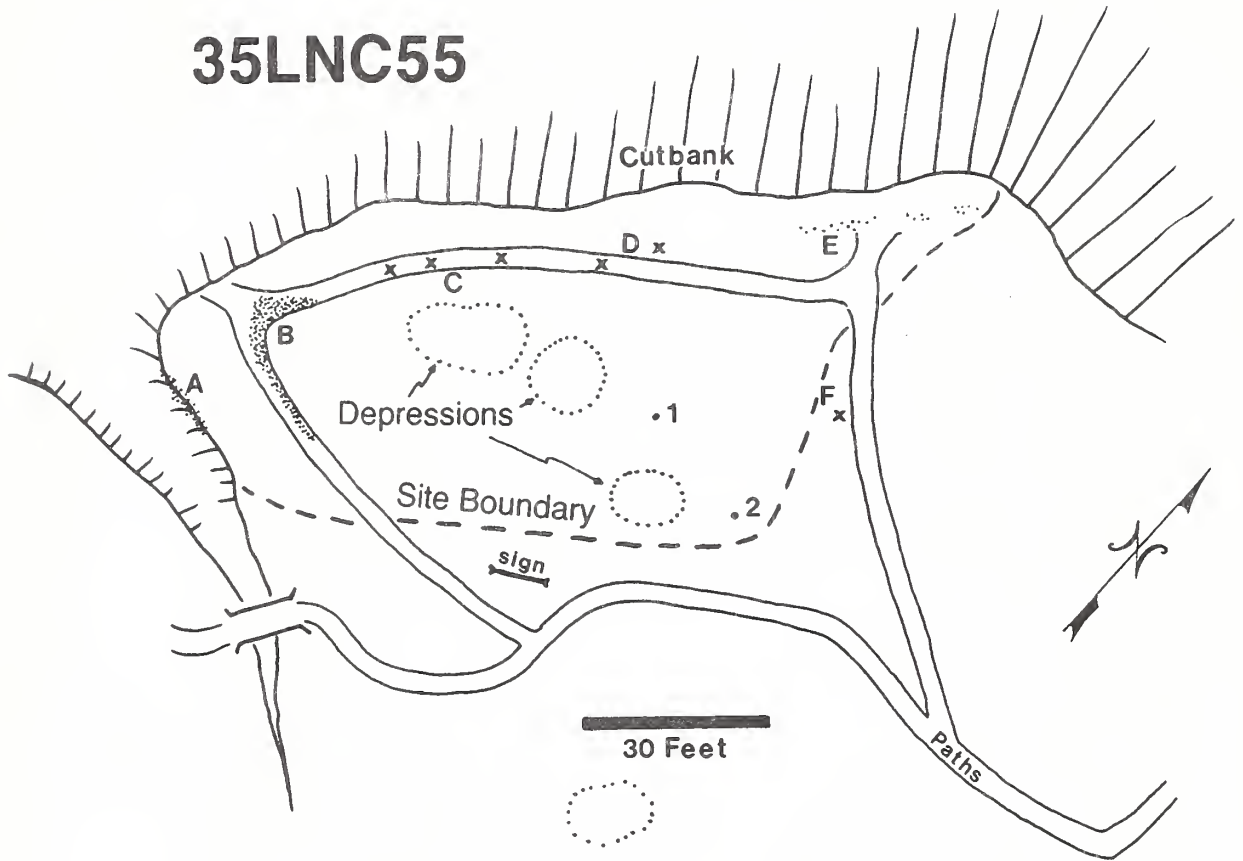 35LNC55
Cutbank
D x
E
x x x x
C
B
A
Depressions
.1
F
x
Site Boundary
.2
sign
N
30 Feet
Paths